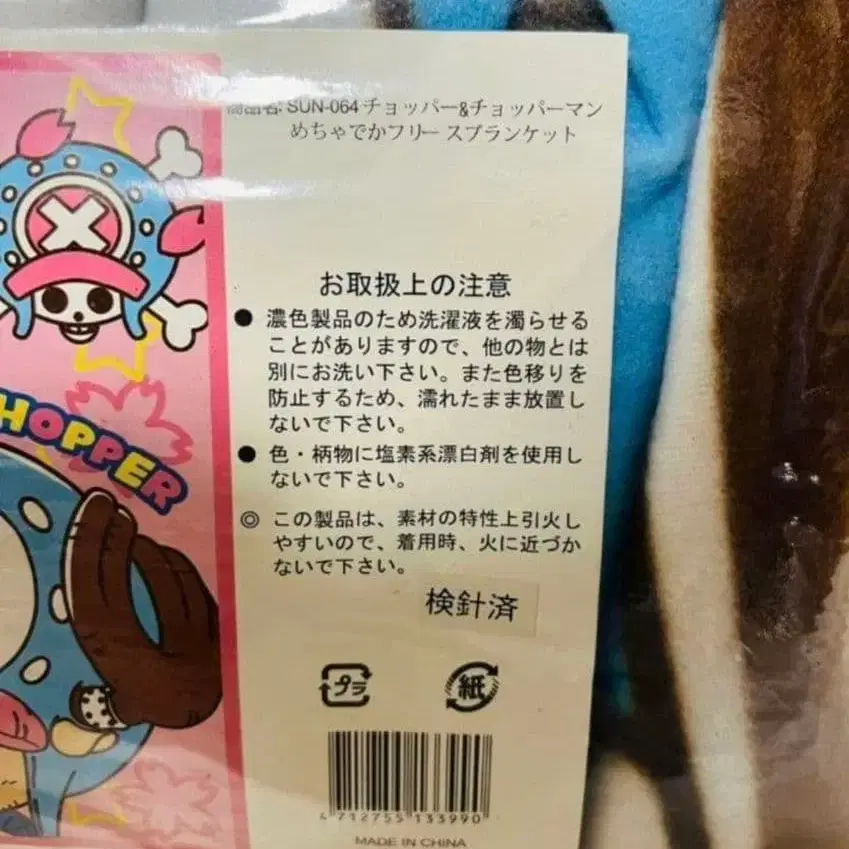 商品名: SUN-064 チョッパー&チョッパーマン
めちゃでかフリースブランケット
HOPPER
お取扱上の注意
● 濃色製品のため洗濯液を濁らせる
ことがありますので、他の物とは
別にお洗い下さい。また色移りを
防止するため、濡れたまま放置し
ないで下さい。
● 色・柄物に塩素系漂白剤を使用し
ないで下さい。
◎ この製品は、素材の特性上引火し
やすいので、着用時、火に近づか
ないで下さい。
検針済
プラ
紙
4 712755 133990
MADE IN CHINA